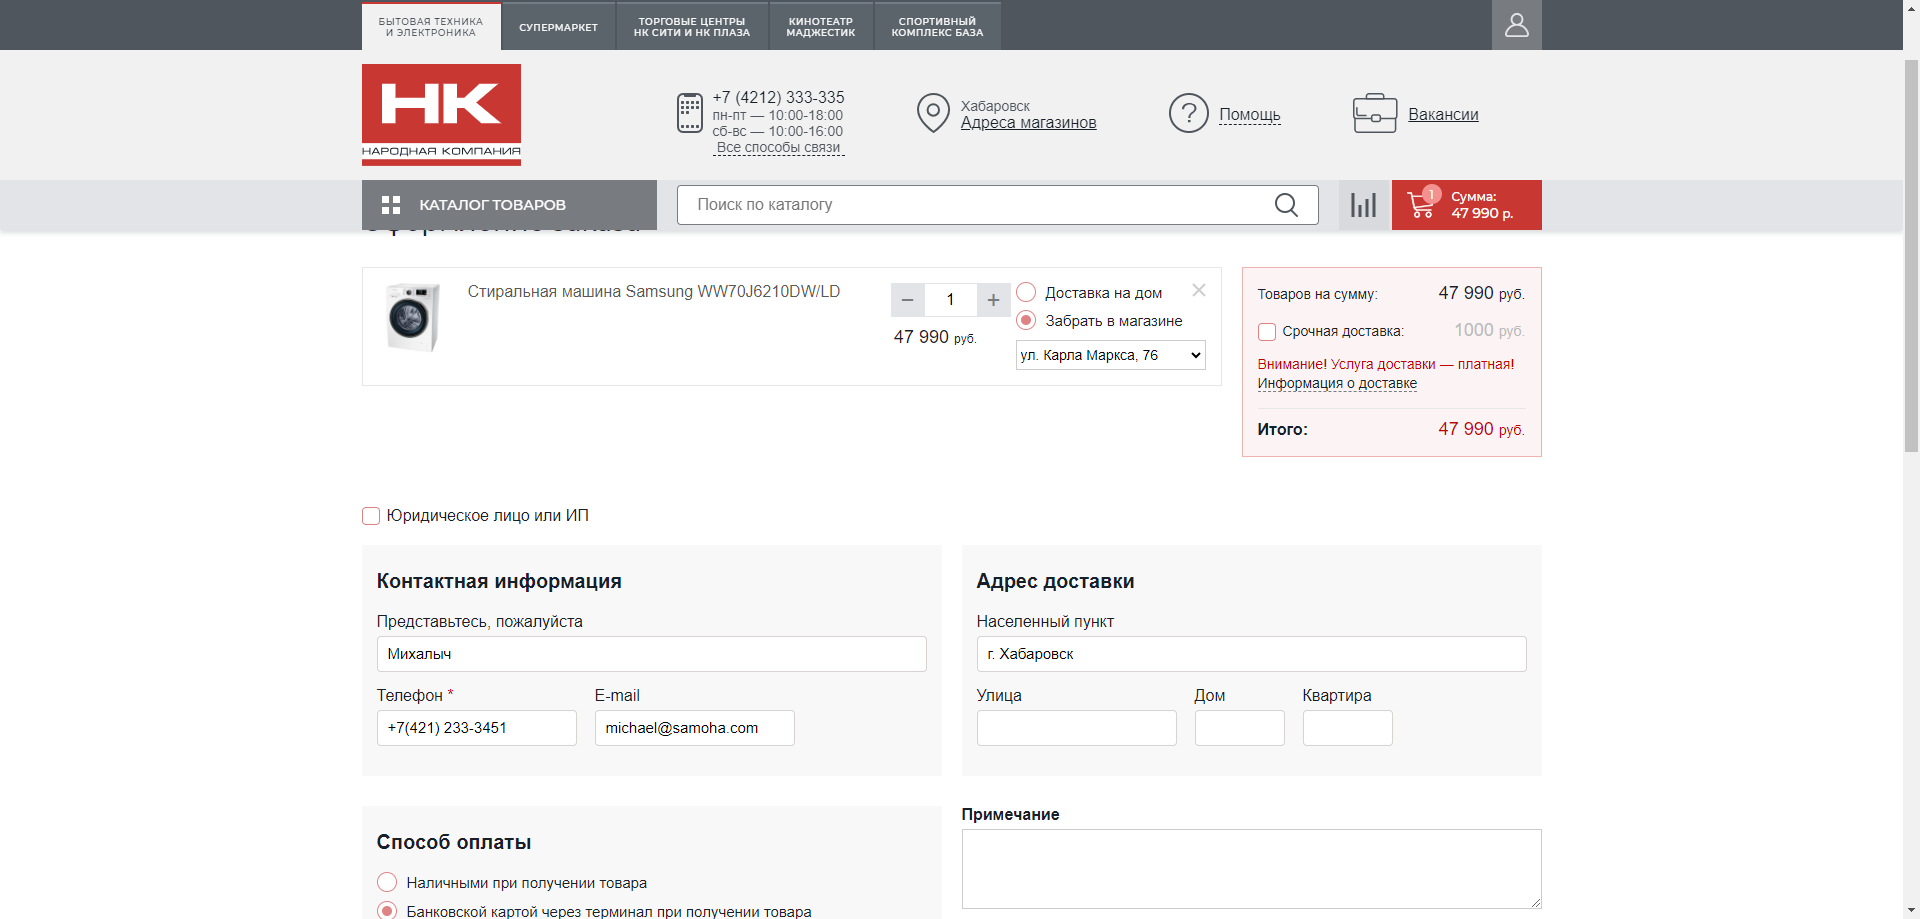 БЫТОВАЯ ТЕХНИКА
И ЭЛЕКТРОНИКА
СУПЕРМАРКЕТ
ТОРГОВЫЕ ЦЕНТРЫ
НК СИТИ И НК ПЛАЗА
КИНОТЕАТР
МАДЖЕСТИК
СПОРТИВНЫЙ
КОМПЛЕКС БАЗА
НК
НАРОДНАЯ КОМПАНИЯ
+7 (4212) 333-335
пн-пт — 10:00-18:00
сб-вс — 10:00-16:00
Все способы связи
Хабаровск
Адреса магазинов
?
Помощь
Вакансии
КАТАЛОГ ТОВАРОВ
Поиск по каталогу
1
Сумма:
47 990 р.
Оформление заказа
Стиральная машина Samsung WW70J6210DW/LD
− 1 +
47 990 руб.
Доставка на дом
Забрать в магазине
ул. Карла Маркса, 76
Товаров на сумму: 47 990 руб.
Срочная доставка: 1000 руб.
Внимание! Услуга доставки — платная!
Информация о доставке
Итого: 47 990 руб.
Юридическое лицо или ИП
Контактная информация
Представьтесь, пожалуйста
Михалыч
Телефон * E-mail
+7(421) 233-3451 michael@samoha.com
Адрес доставки
Населенный пункт
г. Хабаровск
Улица Дом Квартира
Способ оплаты
Наличными при получении товара
Банковской картой через терминал при получении товара
Примечание